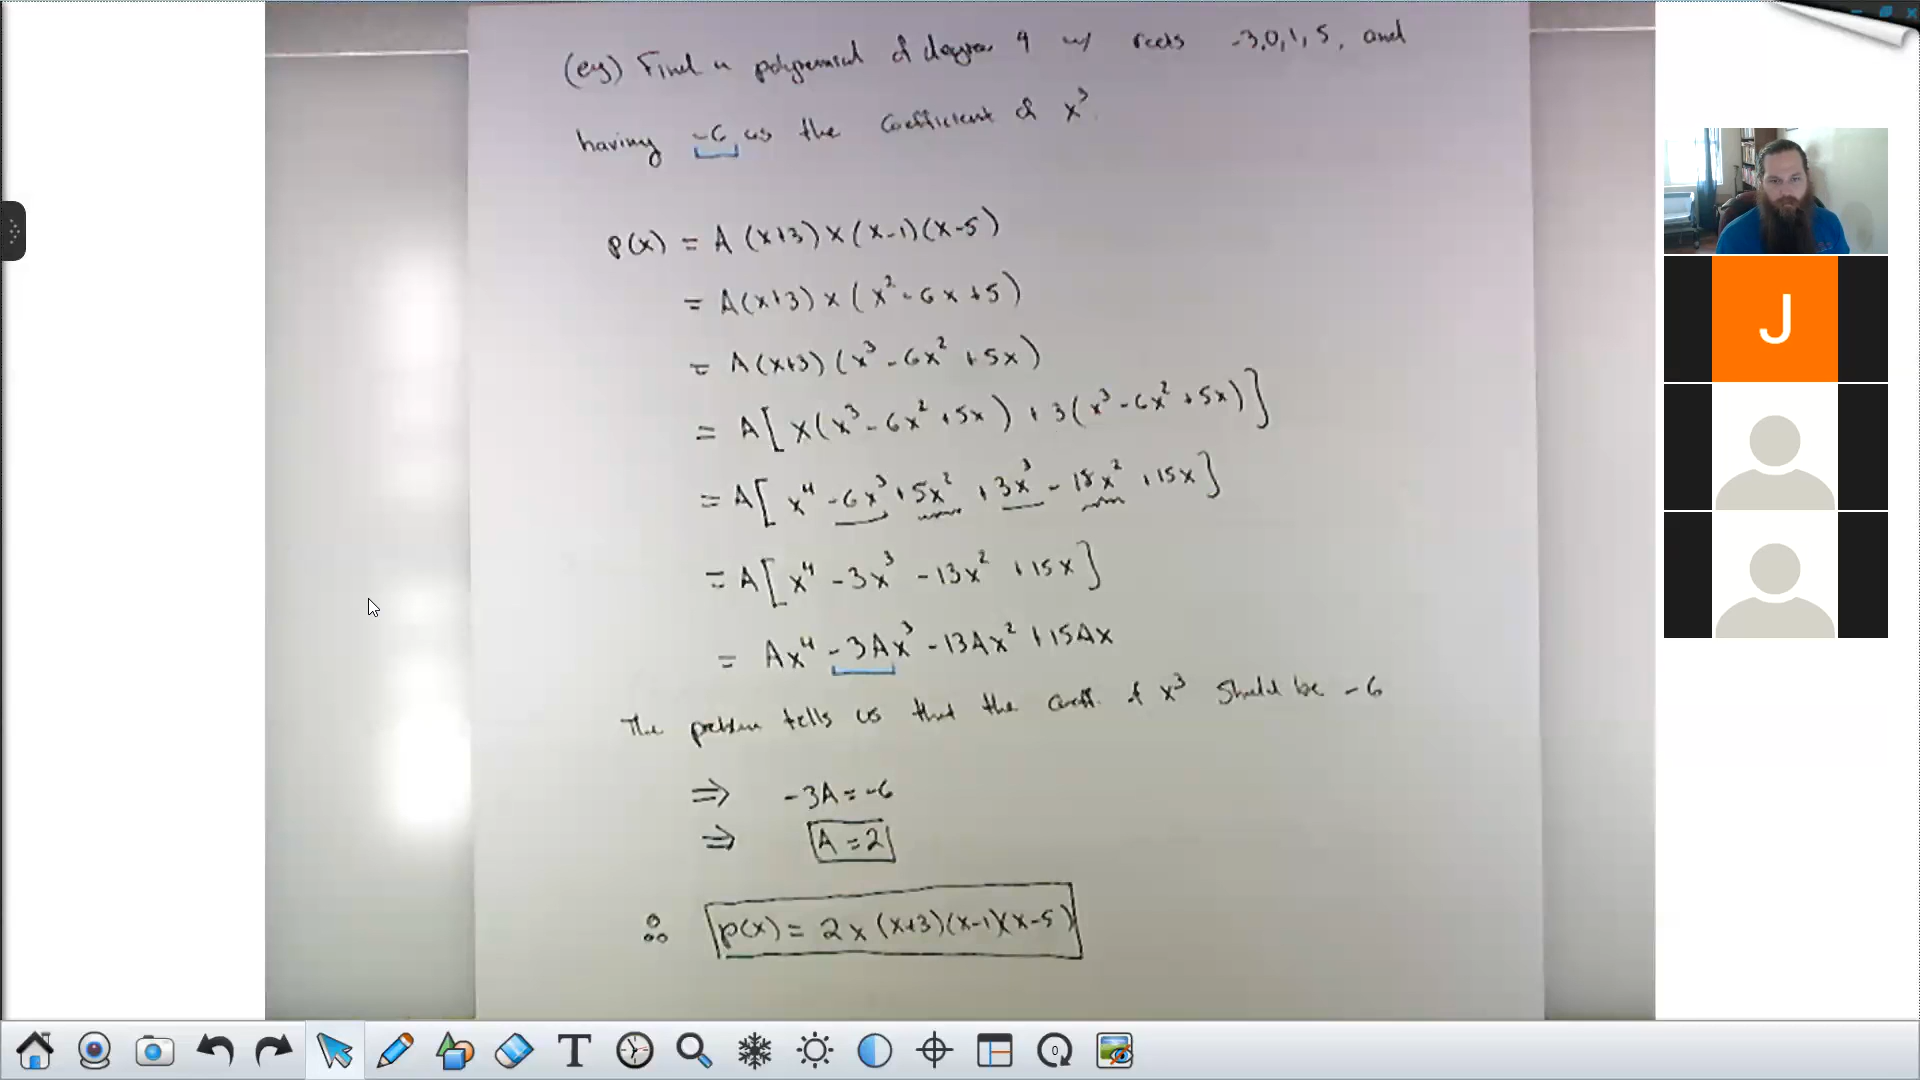 (eg) Find a polynomial of degree 4 w/ roots -3,0,1,5, and
having -6 as the coefficient of x³.
p(x) = A(x+3)x(x-1)(x-5)
= A(x+3)x(x²-6x+5)
= A(x+3)(x³-6x²+5x)
= A[x(x³-6x²+5x)+3(x³-6x²+5x)]
= A[x⁴-6x³+5x²+3x³-18x²+15x]
= A[x⁴-3x³-13x²+15x]
= Ax⁴-3Ax³-13Ax²+15Ax
The problem tells us that the coeff. of x³ should be -6
⇒ -3A=-6
⇒ A=2
∴ p(x)=2x(x+3)(x-1)(x-5)
J
T
0